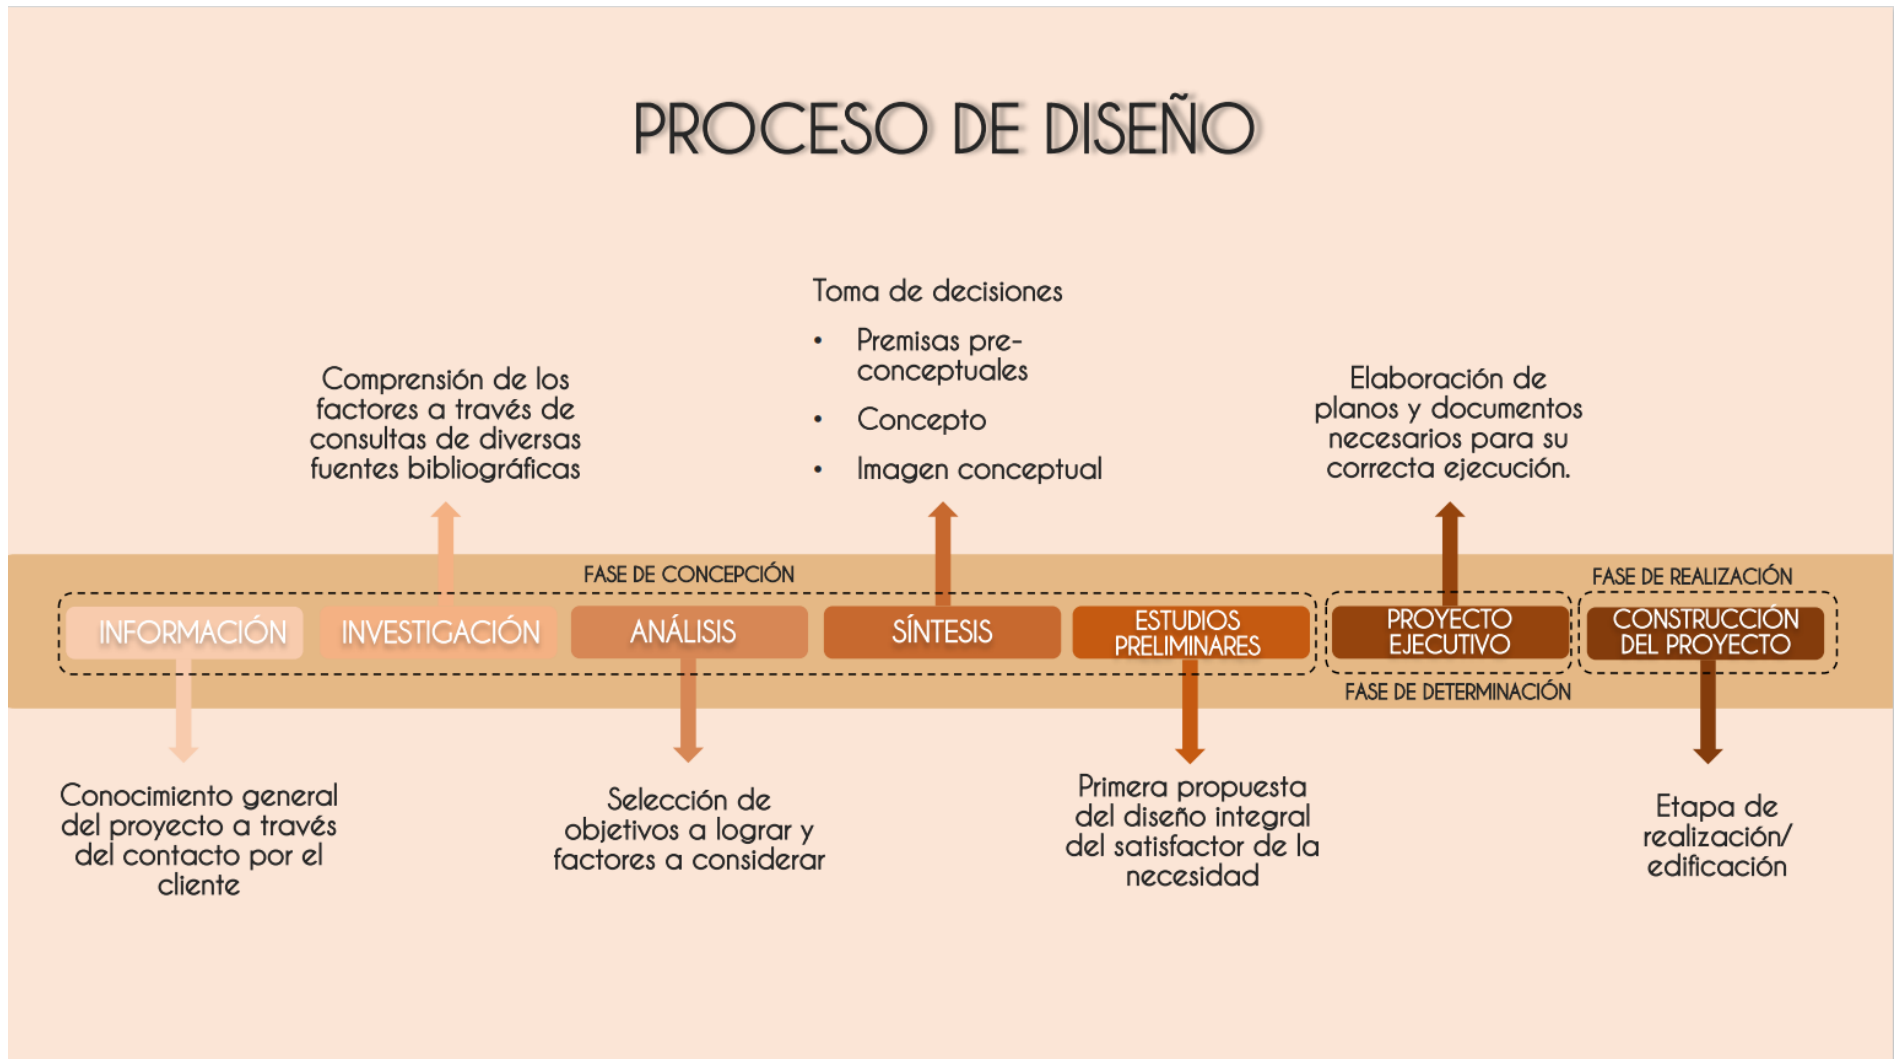 PROCESO DE DISEÑO
Toma de decisiones
• Premisas pre-
conceptuales
• Concepto
• Imagen conceptual
Comprensión de los
factores a través de
consultas de diversas
fuentes bibliográficas
Elaboración de
planos y documentos
necesarios para su
correcta ejecución.
FASE DE CONCEPCIÓN
FASE DE REALIZACIÓN
INFORMACIÓN
INVESTIGACIÓN
ANÁLISIS
SÍNTESIS
ESTUDIOS
PRELIMINARES
PROYECTO
EJECUTIVO
CONSTRUCCIÓN
DEL PROYECTO
FASE DE DETERMINACIÓN
Conocimiento general
del proyecto a través
del contacto por el
cliente
Selección de
objetivos a lograr y
factores a considerar
Primera propuesta
del diseño integral
del satisfactor de la
necesidad
Etapa de
realización/
edificación